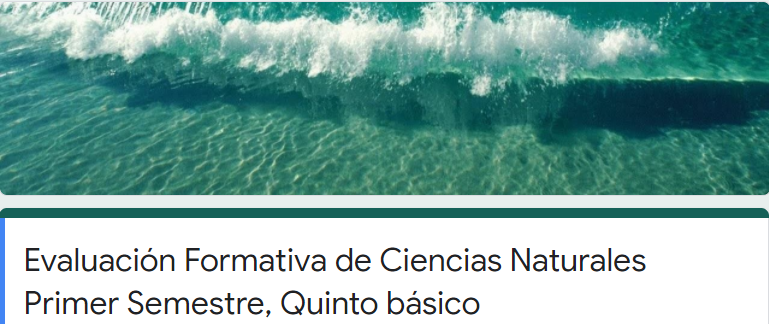 Evaluación Formativa de Ciencias Naturales
Primer Semestre, Quinto básico